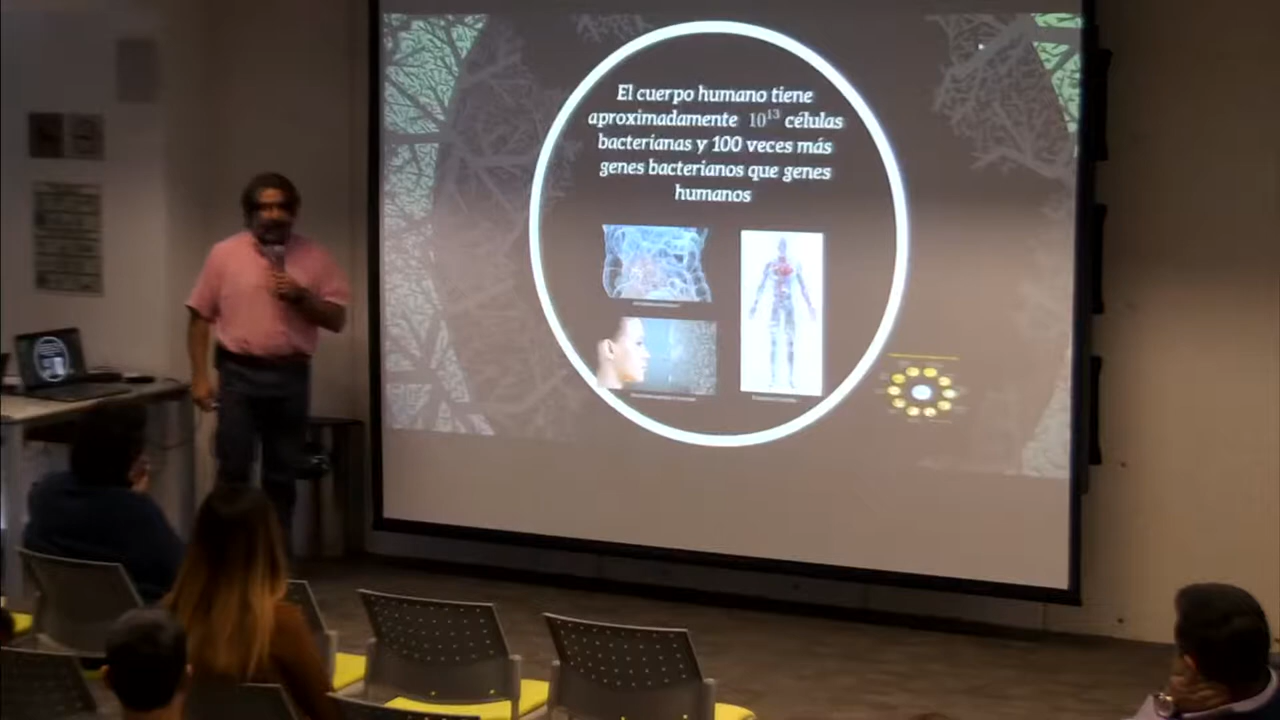 El cuerpo humano tiene
aproximadamente 10¹³ células
bacterianas y 100 veces más
genes bacterianos que genes
humanos